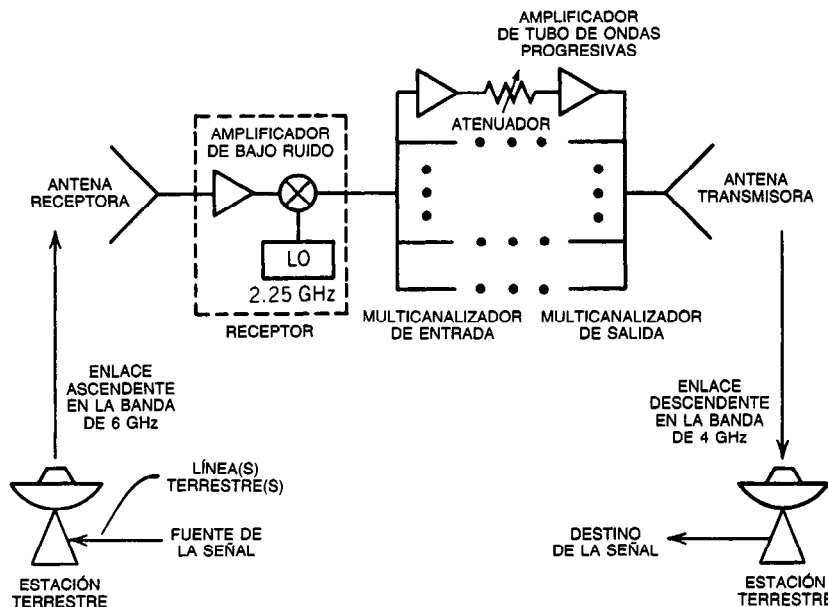 AMPLIFICADOR
DE TUBO DE ONDAS
PROGRESIVAS
ATENUADOR
AMPLIFICADOR
DE BAJO RUIDO
ANTENA
RECEPTORA
ANTENA
TRANSMISORA
LO
2.25 GHz
RECEPTOR
MULTICANALIZADOR
DE ENTRADA
MULTICANALIZADOR
DE SALIDA
ENLACE
ASCENDENTE
EN LA BANDA
DE 6 GHz
ENLACE
DESCENDENTE
EN LA BANDA
DE 4 GHz
LÍNEA(S)
TERRESTRE(S)
FUENTE DE
LA SEÑAL
DESTINO
DE LA SEÑAL
ESTACIÓN
TERRESTRE
ESTACIÓN
TERRESTRE